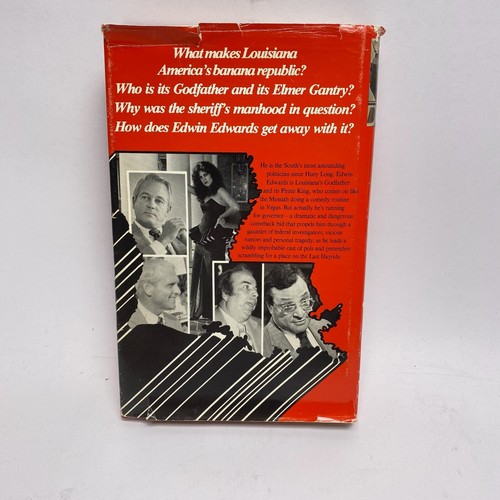 What makes Louisiana
America's banana republic?
Who is its Godfather and its Elmer Gantry?
Why was the sheriff's manhood in question?
How does Edwin Edwards get away with it?
He is the South's most astounding
politician since Huey Long. Edwin
Edwards is Louisiana's Godfather
and its Pirate King, who comes on like
the Messiah doing a comedy routine
in Vegas. But actually he's running
for governor – a dramatic and dangerous
comeback bid that propels him through a
gauntlet of federal investigators, vicious
rumors and personal tragedy, as he leads a
wildly improbable cast of pols and pretenders
scrambling for a place on the Last Hayride.